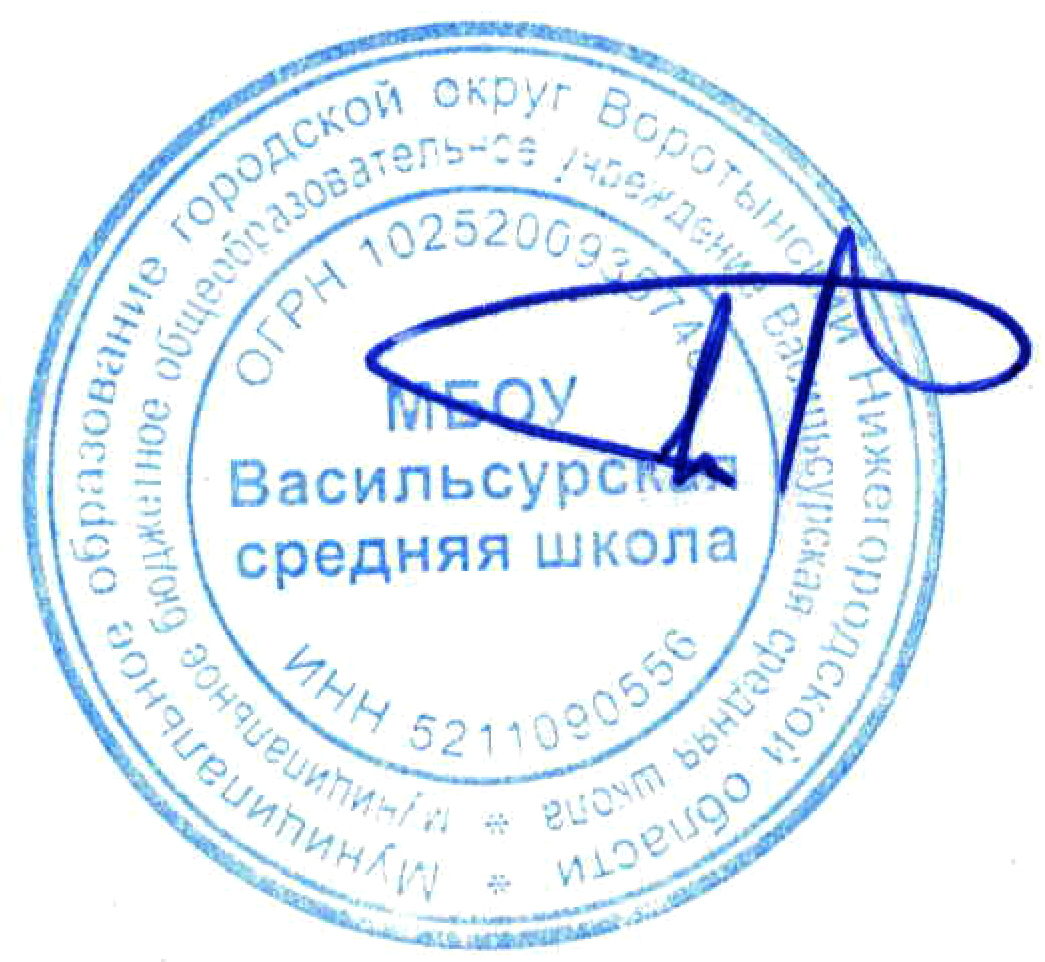 Муниципальное образование городской округ Воротынский Нижегородской области *
муниципальное бюджетное общеобразовательное учреждение Васильсурская средняя школа *
ОГРН 102520093
МБОУ
Васильсурская
средняя школа
ИНН 5211090556